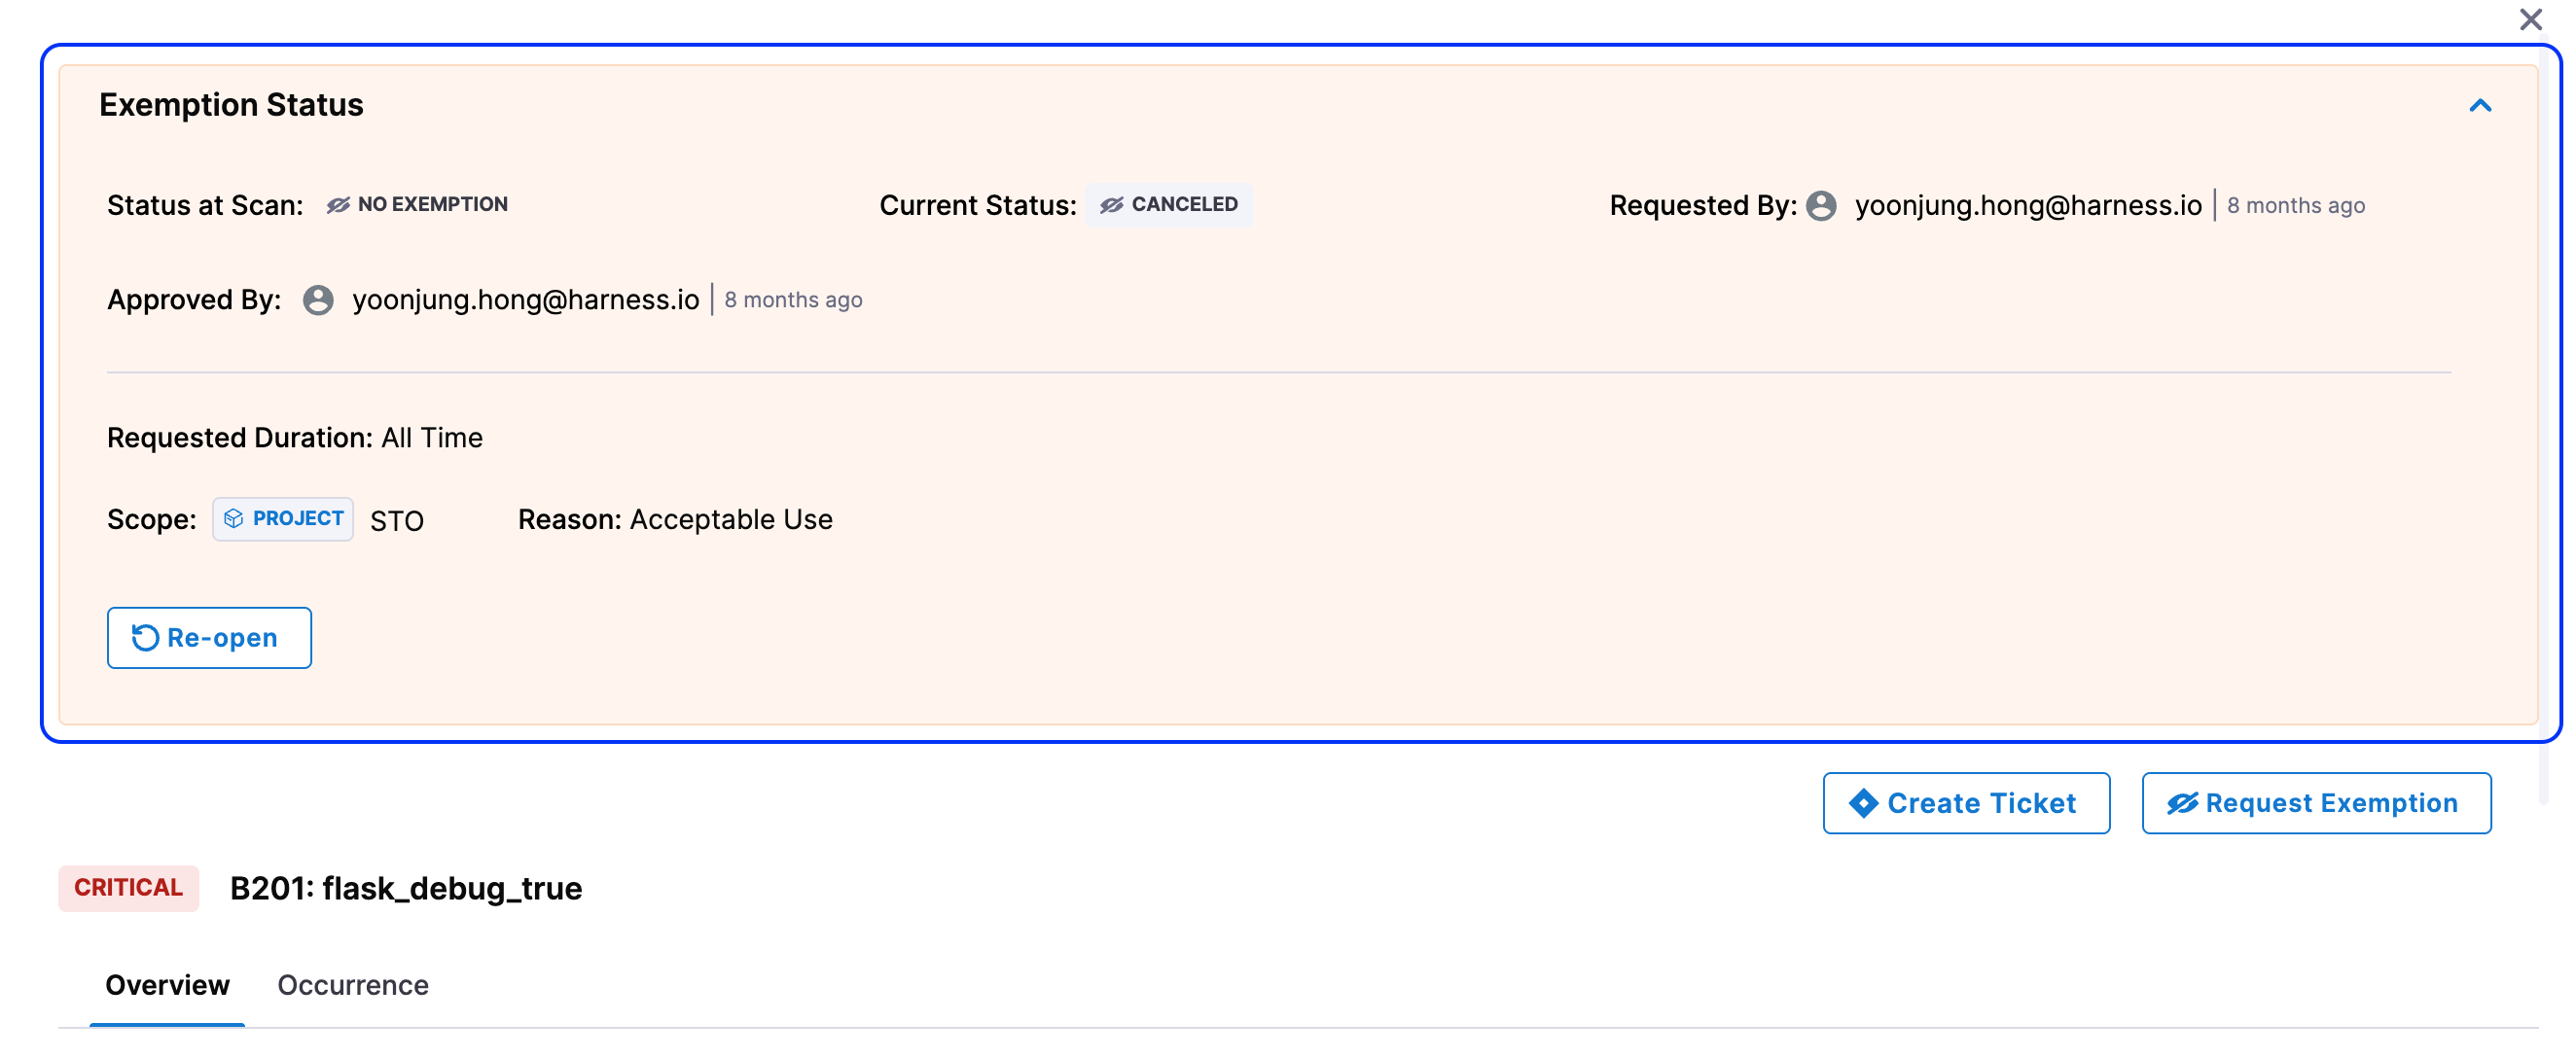 Exemption Status
Status at Scan: NO EXEMPTION Current Status: CANCELED Requested By: yoonjung.hong@harness.io | 8 months ago
Approved By: yoonjung.hong@harness.io | 8 months ago
Requested Duration: All Time
Scope: PROJECT STO Reason: Acceptable Use
Re-open
Create Ticket Request Exemption
CRITICAL B201: flask_debug_true
Overview Occurrence